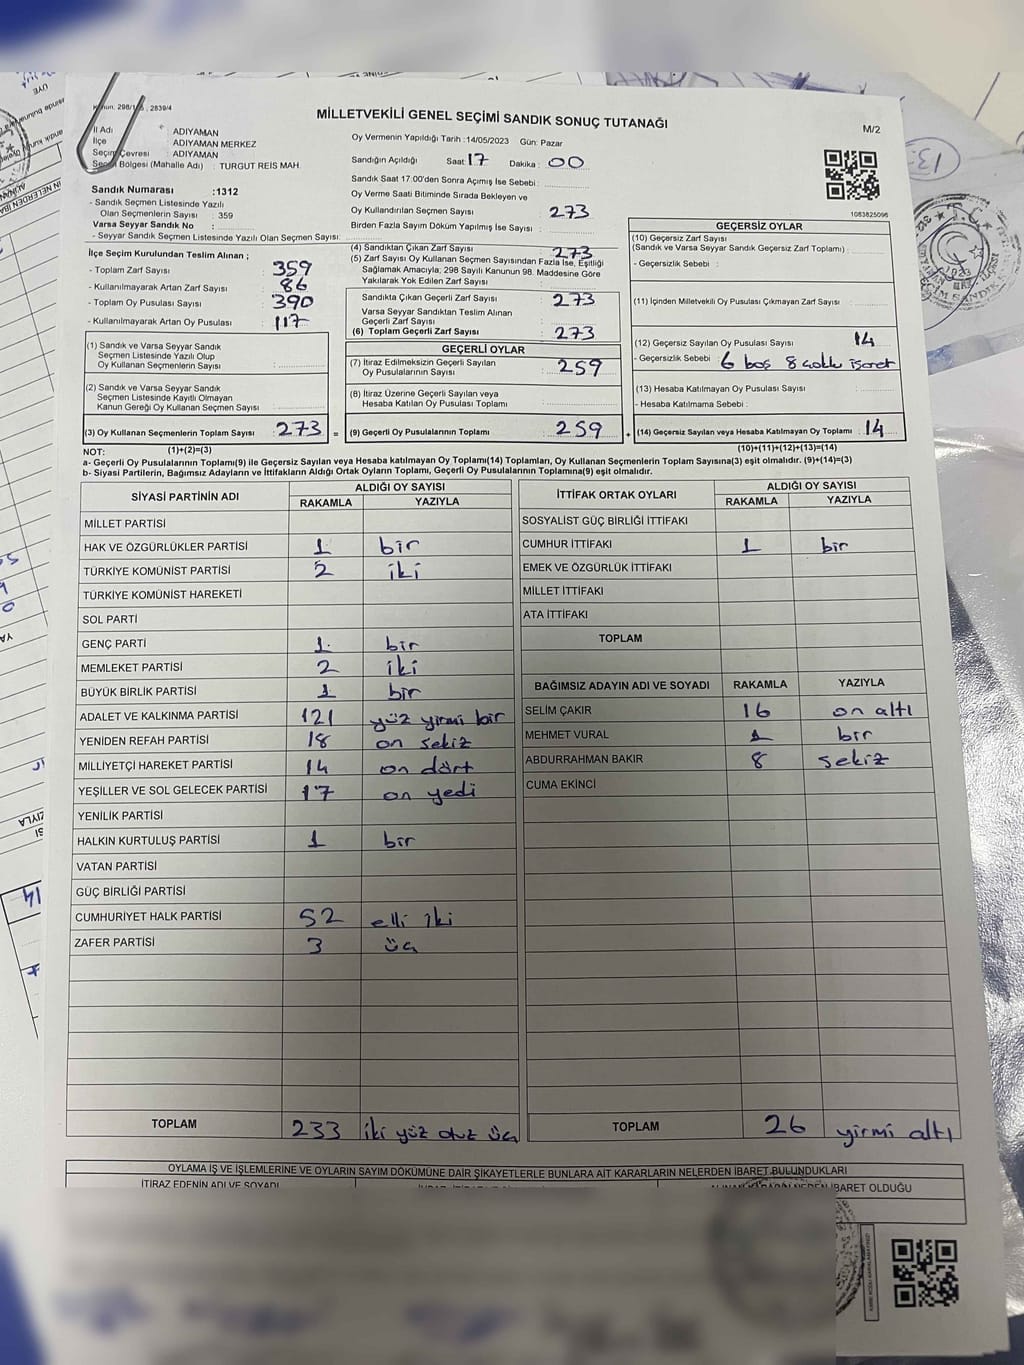 Kanun: 298/105, 2839/4
MİLLETVEKİLİ GENEL SEÇİMİ SANDIK SONUÇ TUTANAĞI
M/2
İl Adı : ADIYAMAN
İlçe : ADIYAMAN MERKEZ
Seçim Çevresi : ADIYAMAN
Seçim Bölgesi (Mahalle Adı) : TURGUT REİS MAH.
Oy Vermenin Yapıldığı Tarih :14/05/2023 Gün: Pazar
Sandığın Açıldığı Saat: 17 Dakika : 00
Sandık Saat 17:00'den Sonra Açımış İse Sebebi :
Oy Verme Saati Bitiminde Sırada Bekleyen ve
Oy Kullandırılan Seçmen Sayısı : 273
Birden Fazla Sayım Döküm Yapılmış İse Sayısı :
1083825096
Sandık Numarası :1312
- Sandık Seçmen Listesinde Yazılı
Olan Seçmenlerin Sayısı : 359
Varsa Seyyar Sandık No :
- Seyyar Sandık Seçmen Listesinde Yazılı Olan Seçmen Sayısı:
İlçe Seçim Kurulundan Teslim Alınan ;
- Toplam Zarf Sayısı : 359
- Kullanılmayarak Artan Zarf Sayısı : 86
- Toplam Oy Pusulası Sayısı : 390
- Kullanılmayarak Artan Oy Pusulası : 117
(1) Sandık ve Varsa Seyyar Sandık
Seçmen Listesinde Yazılı Olup
Oy Kullanan Seçmenlerin Sayısı :
(2) Sandık ve Varsa Seyyar Sandık
Seçmen Listesinde Kayıtlı Olmayan
Kanun Gereği Oy Kullanan Seçmen Sayısı :
(3) Oy Kullanan Seçmenlerin Toplam Sayısı : 273 =
(4) Sandıktan Çıkan Zarf Sayısı : 273
(5) Zarf Sayısı Oy Kullanan Seçmen Sayısından Fazla İse, Eşitliği
Sağlamak Amacıyla, 298 Sayılı Kanunun 98. Maddesine Göre
Yakılarak Yok Edilen Zarf Sayısı :
Sandıkta Çıkan Geçerli Zarf Sayısı : 273
Varsa Seyyar Sandıktan Teslim Alınan
Geçerli Zarf Sayısı :
(6) Toplam Geçerli Zarf Sayısı : 273
GEÇERLİ OYLAR
(7) İtiraz Edilmeksizin Geçerli Sayılan
Oy Pusulalarının Sayısı : 259
(8) İtiraz Üzerine Geçerli Sayılan veya
Hesaba Katılan Oy Pusulası Toplamı :
(9) Geçerli Oy Pusulalarının Toplamı : 259 +
GEÇERSİZ OYLAR
(10) Geçersiz Zarf Sayısı
(Sandık ve Varsa Seyyar Sandık Geçersiz Zarf Toplamı) :
- Geçersizlik Sebebi :
(11) İçinden Milletvekili Oy Pusulası Çıkmayan Zarf Sayısı :
(12) Geçersiz Sayılan Oy Pusulası Sayısı : 14
- Geçersizlik Sebebi : 6 boş 8 çoklu işaret
(13) Hesaba Katılmayan Oy Pusulası Sayısı :
- Hesaba Katılmama Sebebi :
(14) Geçersiz Sayılan veya Hesaba Katılmayan Oy Toplamı : 14
NOT: (1)+(2)=(3) (10)+(11)+(12)+(13)=(14)
a- Geçerli Oy Pusulalarının Toplamı(9) ile Geçersiz Sayılan veya Hesaba katılmayan Oy Toplamı(14) Toplamları, Oy Kullanan Seçmenlerin Toplam Sayısına(3) eşit olmalıdır. (9)+(14)=(3)
b- Siyasi Partilerin, Bağımsız Adayların ve İttifakların Aldığı Ortak Oyların Toplamı, Geçerli Oy Pusulalarının Toplamına(9) eşit olmalıdır.
SİYASİ PARTİNİN ADI ALDIĞI OY SAYISI
RAKAMLA YAZIYLA
MİLLET PARTİSİ
HAK VE ÖZGÜRLÜKLER PARTİSİ 1 bir
TÜRKİYE KOMÜNİST PARTİSİ 2 iki
TÜRKİYE KOMÜNİST HAREKETİ
SOL PARTİ
GENÇ PARTİ 1 bir
MEMLEKET PARTİSİ 2 iki
BÜYÜK BİRLİK PARTİSİ 1 bir
ADALET VE KALKINMA PARTİSİ 121 yüz yirmi bir
YENİDEN REFAH PARTİSİ 18 on sekiz
MİLLİYETÇİ HAREKET PARTİSİ 14 on dört
YEŞİLLER VE SOL GELECEK PARTİSİ 17 on yedi
YENİLİK PARTİSİ
HALKIN KURTULUŞ PARTİSİ 1 bir
VATAN PARTİSİ
GÜÇ BİRLİĞİ PARTİSİ
CUMHURİYET HALK PARTİSİ 52 elli iki
ZAFER PARTİSİ 3 üç
TOPLAM 233 iki yüz otuz üç
İTTİFAK ORTAK OYLARI ALDIĞI OY SAYISI
RAKAMLA YAZIYLA
SOSYALİST GÜÇ BİRLİĞİ İTTİFAKI
CUMHUR İTTİFAKI 1 bir
EMEK VE ÖZGÜRLÜK İTTİFAKI
MİLLET İTTİFAKI
ATA İTTİFAKI
TOPLAM
BAĞIMSIZ ADAYIN ADI VE SOYADI RAKAMLA YAZIYLA
SELİM ÇAKIR 16 on altı
MEHMET VURAL 1 bir
ABDURRAHMAN BAKIR 8 sekiz
CUMA EKİNCİ
TOPLAM 26 yirmi altı
OYLAMA İŞ VE İŞLEMLERİNE VE OYLARIN SAYIM DÖKÜMÜNE DAİR ŞİKAYETLERLE BUNLARA AİT KARARLARIN NELERDEN İBARET BULUNDUKLARI
İTİRAZ EDENİN ADI VE SOYADI
İBARET OLDUĞU